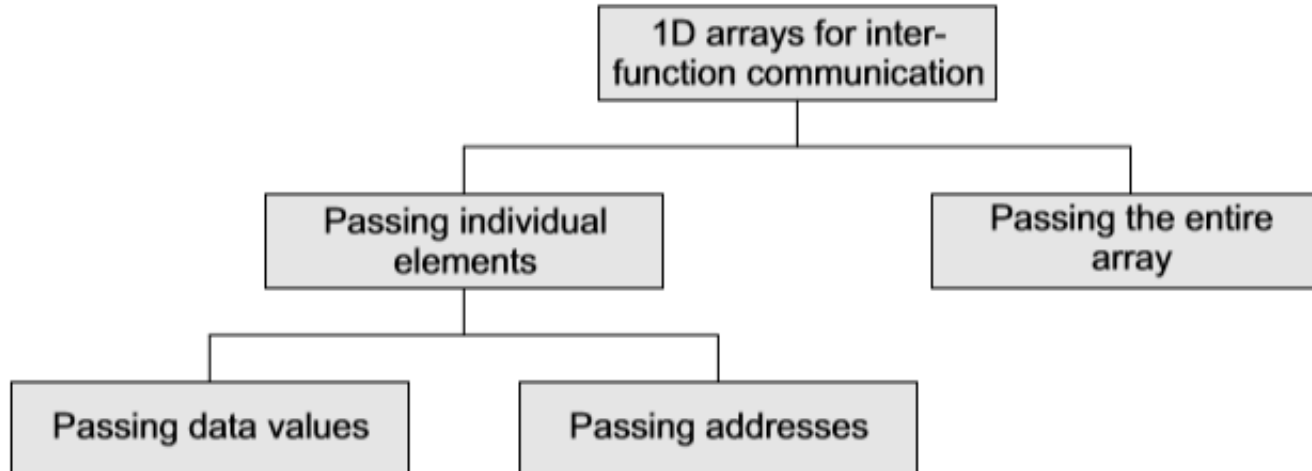 1D arrays for inter-
function communication
Passing individual
elements
Passing the entire
array
Passing data values
Passing addresses